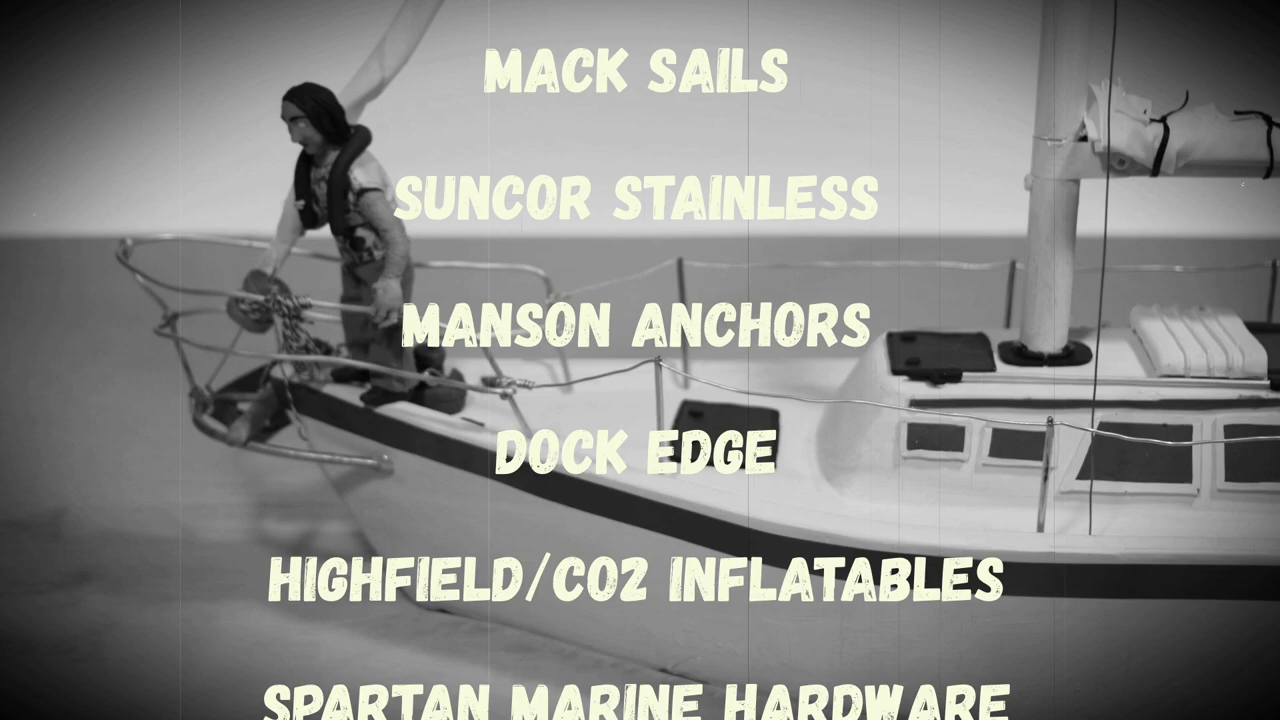 MACK SAILS
SUNCOR STAINLESS
MANSON ANCHORS
DOCK EDGE
HIGHFIELD/CO2 INFLATABLES
SPARTAN MARINE HARDWARE